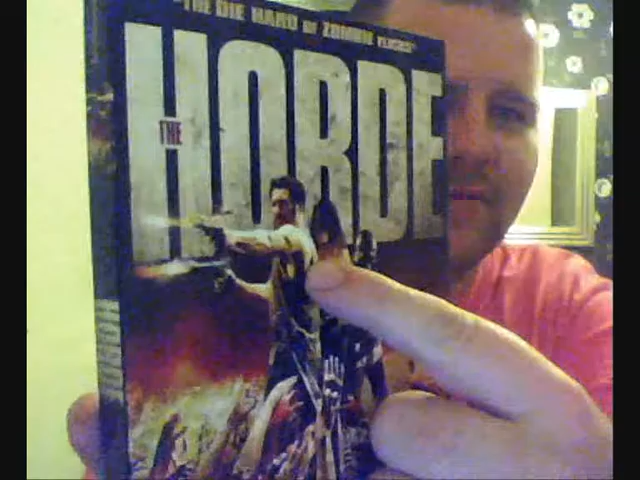 "THE DIE HARD OF ZOMBIE FLICKS"
THE
HORDE